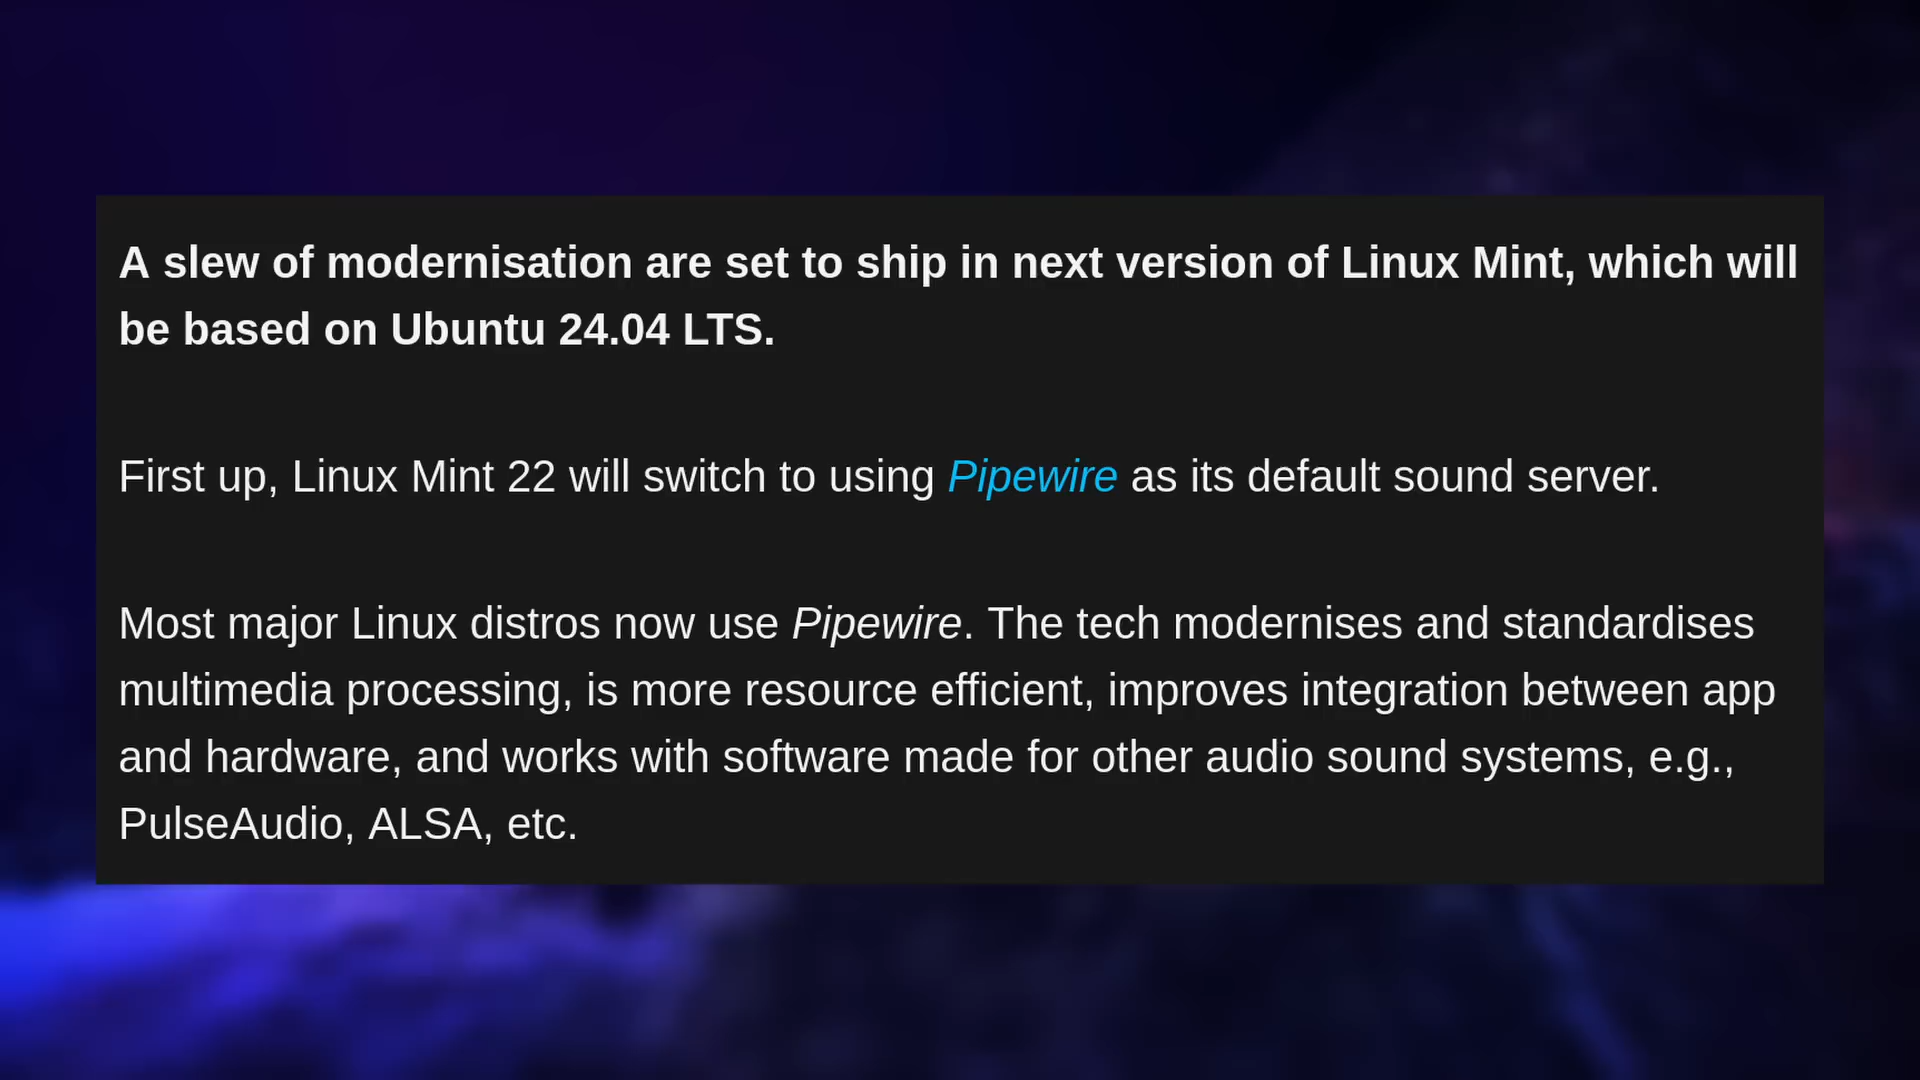 A slew of modernisation are set to ship in next version of Linux Mint, which will
be based on Ubuntu 24.04 LTS.
First up, Linux Mint 22 will switch to using Pipewire as its default sound server.
Most major Linux distros now use Pipewire. The tech modernises and standardises
multimedia processing, is more resource efficient, improves integration between app
and hardware, and works with software made for other audio sound systems, e.g.,
PulseAudio, ALSA, etc.